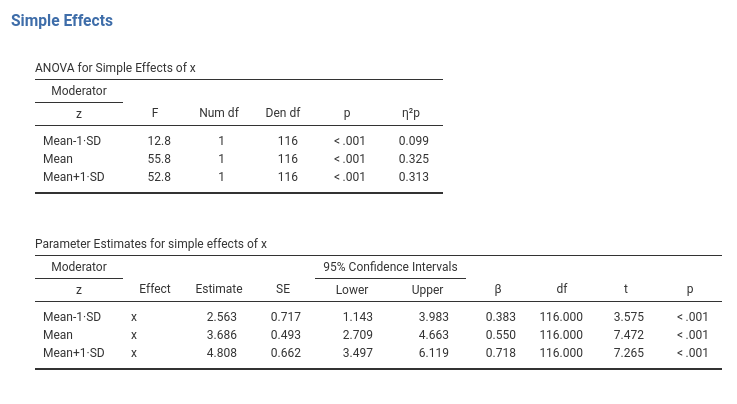 Simple Effects
ANOVA for Simple Effects of x
Moderator
z F Num df Den df p η²p
Mean-1·SD 12.8 1 116 < .001 0.099
Mean 55.8 1 116 < .001 0.325
Mean+1·SD 52.8 1 116 < .001 0.313
Parameter Estimates for simple effects of x
Moderator 95% Confidence Intervals
z Effect Estimate SE Lower Upper β df t p
Mean-1·SD x 2.563 0.717 1.143 3.983 0.383 116.000 3.575 < .001
Mean x 3.686 0.493 2.709 4.663 0.550 116.000 7.472 < .001
Mean+1·SD x 4.808 0.662 3.497 6.119 0.718 116.000 7.265 < .001